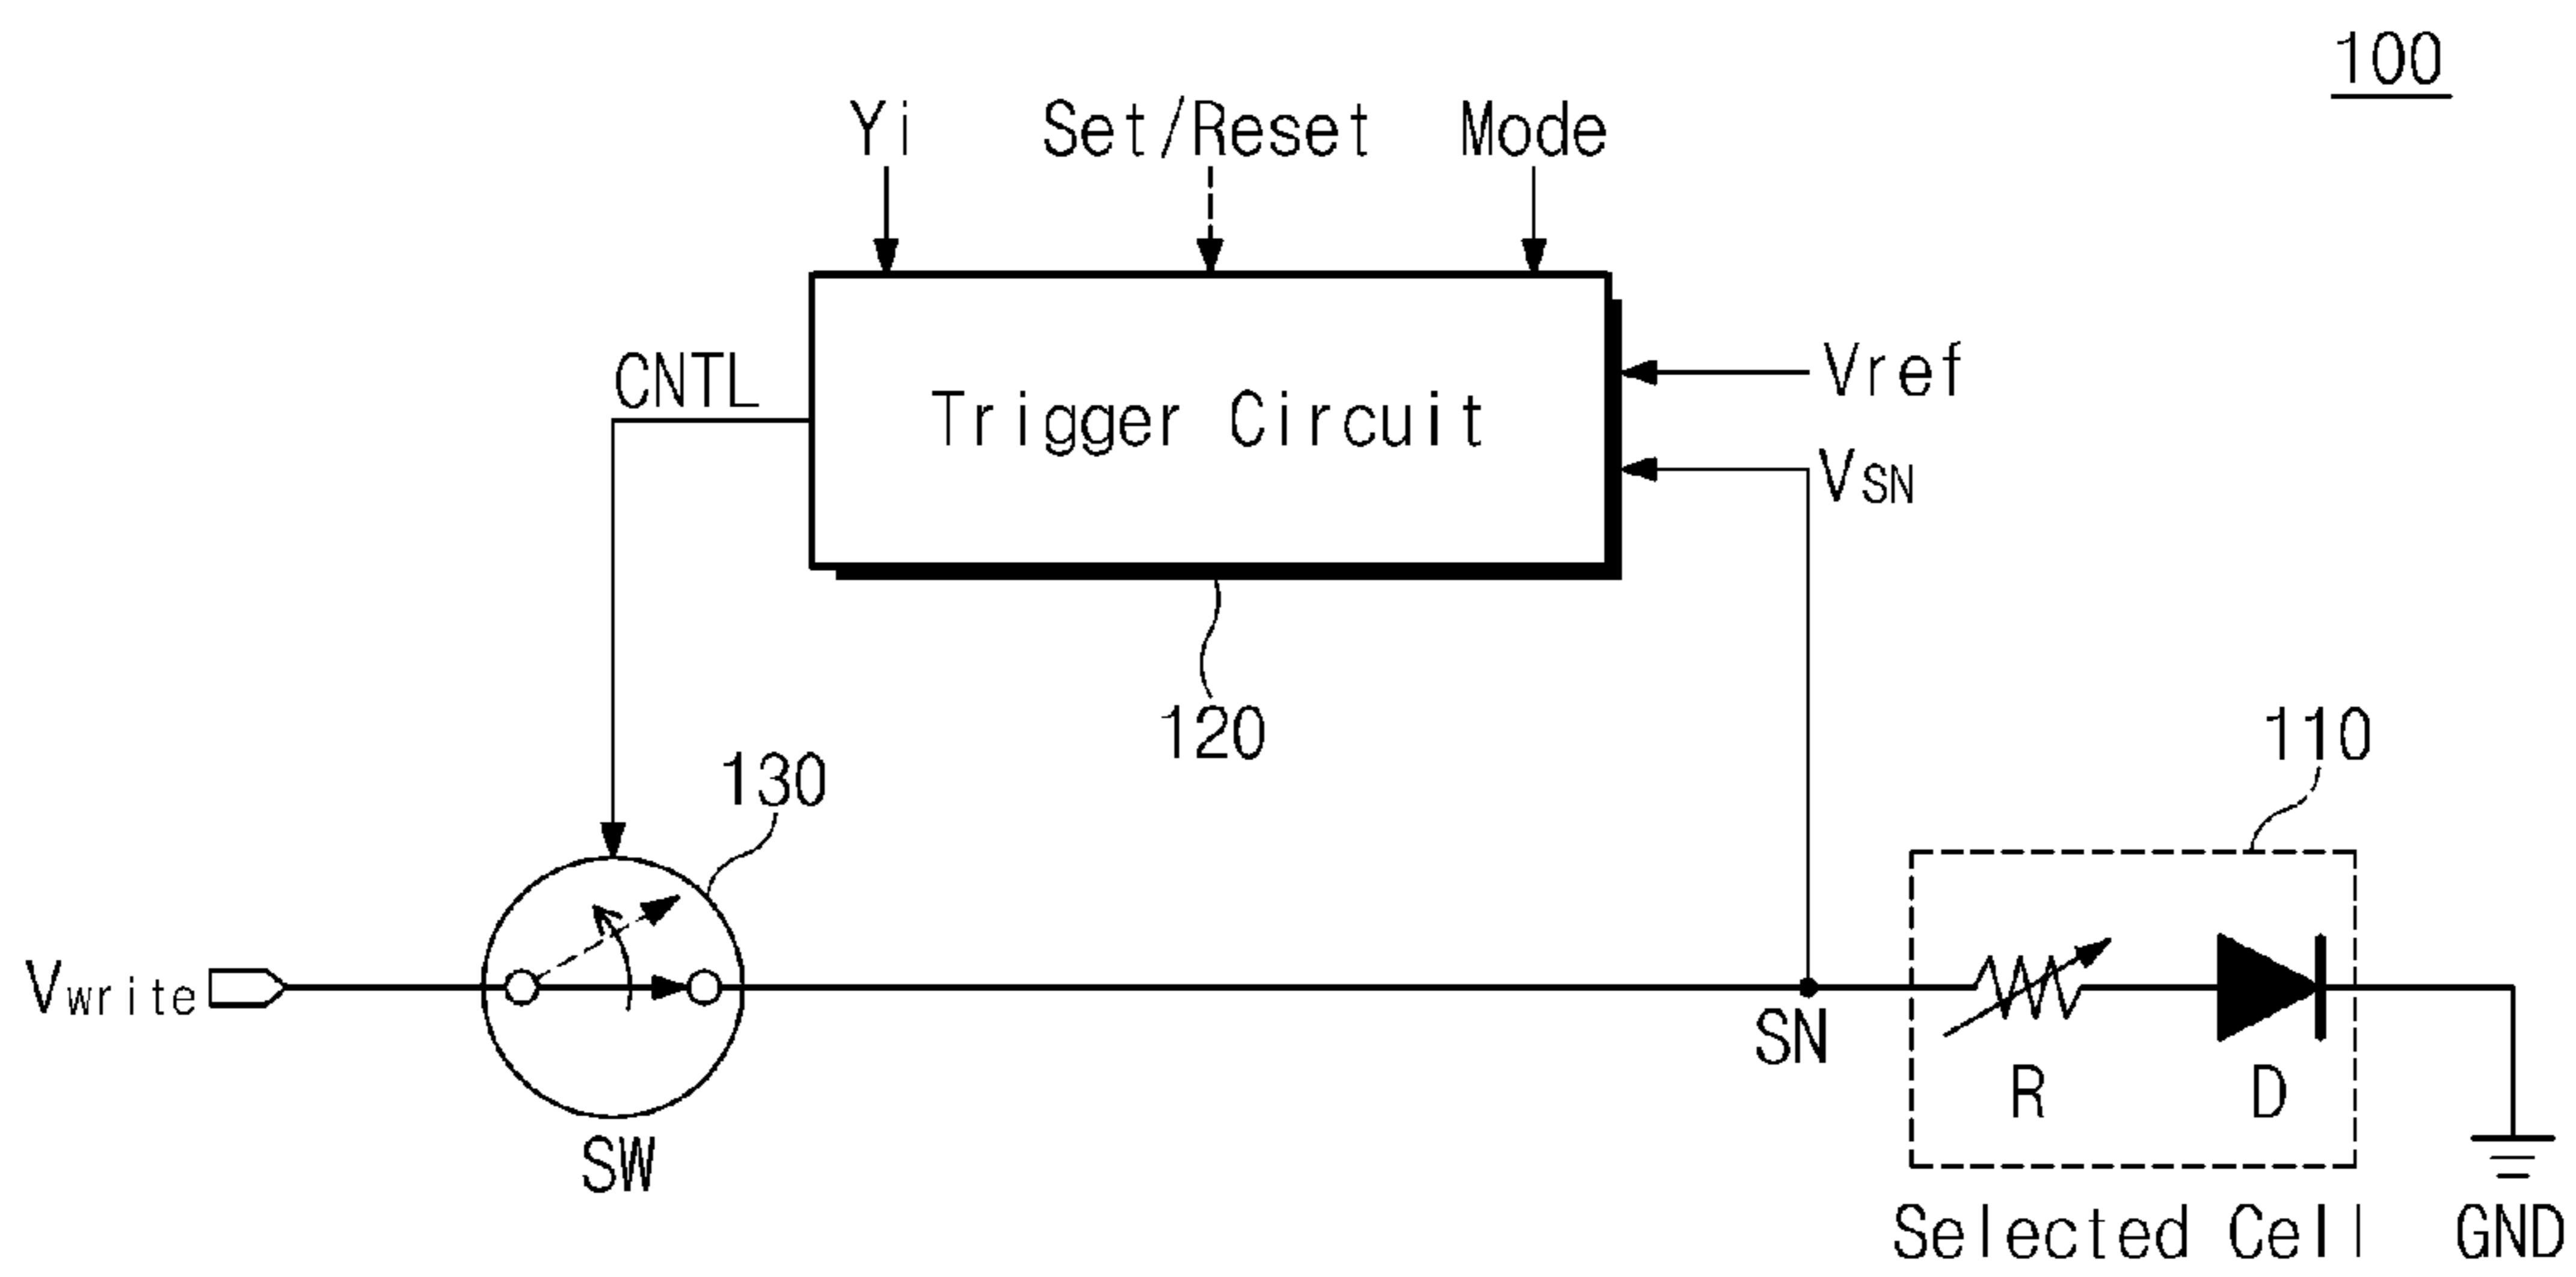 100
Yi Set/Reset Mode
CNTL
Trigger Circuit
Vref
VSN
120
130
110
Vwrite
SN
R D
SW
Selected Cell GND